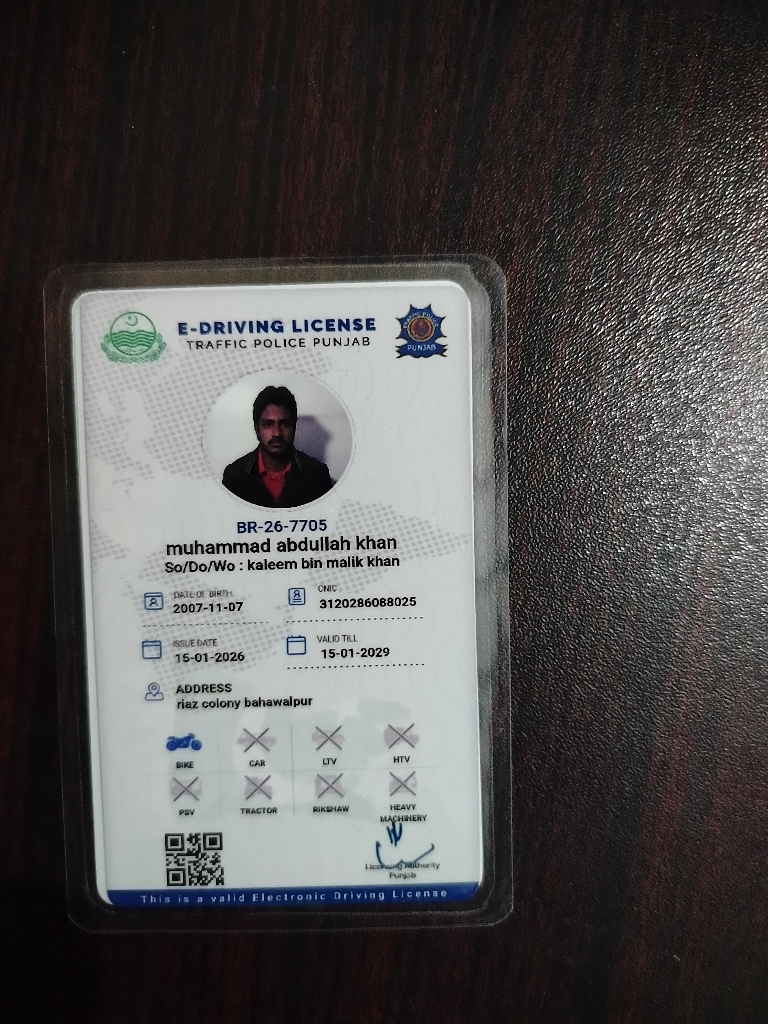 E-DRIVING LICENSE
TRAFFIC POLICE PUNJAB
TRAFFIC POLICE
PUNJAB
BR-26-7705
muhammad abdullah khan
So/Do/Wo : kaleem bin malik khan
DATE OF BIRTH
2007-11-07
CNIC
3120286088025
ISSUE DATE
15-01-2026
VALID TILL
15-01-2029
ADDRESS
riaz colony bahawalpur
BIKE
CAR
LTV
HTV
PSV
TRACTOR
RIKSHAW
HEAVY
MACHINERY
Licensing Authority
Punjab
This is a valid Electronic Driving License